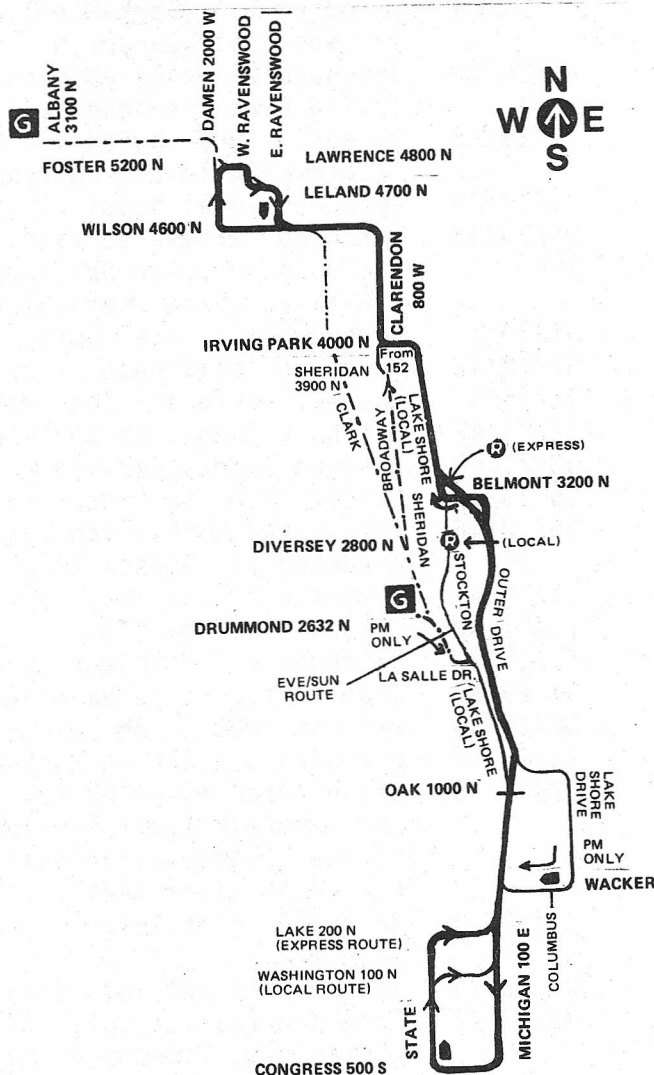 N
W E
S
G
ALBANY
3100 N
DAMEN 2000 W
W. RAVENSWOOD
E. RAVENSWOOD
FOSTER 5200 N
LAWRENCE 4800 N
LELAND 4700 N
WILSON 4600 N
CLARENDON
800 W
IRVING PARK 4000 N
From
152
SHERIDAN
3900 N
CLARK
BROADWAY
LAKE SHORE
(LOCAL)
SHERIDAN
R (EXPRESS)
BELMONT 3200 N
DIVERSEY 2800 N
R
(LOCAL)
STOCKTON
OUTER DRIVE
G
DRUMMOND 2632 N
PM
ONLY
EVE/SUN
ROUTE
LA SALLE DR.
LAKE SHORE
(LOCAL)
OAK 1000 N
LAKE
SHORE
DRIVE
PM
ONLY
WACKER
COLUMBUS
LAKE 200 N
(EXPRESS ROUTE)
WASHINGTON 100 N
(LOCAL ROUTE)
STATE
MICHIGAN 100 E
CONGRESS 500 S